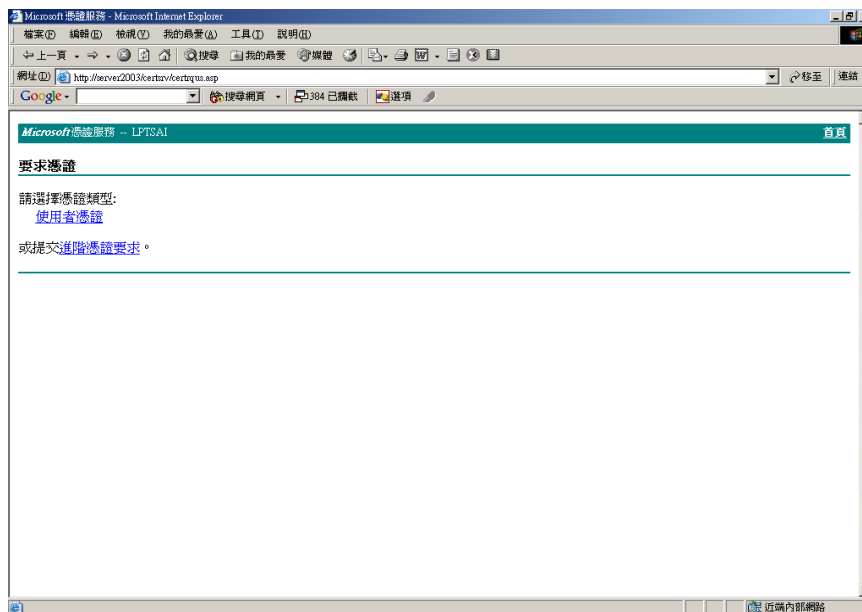 Microsoft 憑證服務 - Microsoft Internet Explorer
檔案(F) 編輯(E) 檢視(V) 我的最愛(A) 工具(T) 說明(H)
上一頁 搜尋 我的最愛 媒體
網址(D) http://server2003/certsrv/certrqus.asp 移至 連結
Google 搜尋網頁 384 已攔截 選項
Microsoft 憑證服務 -- LPTSAI 首頁
要求憑證
請選擇憑證類型:
使用者憑證
或提交進階憑證要求。
近端內部網路